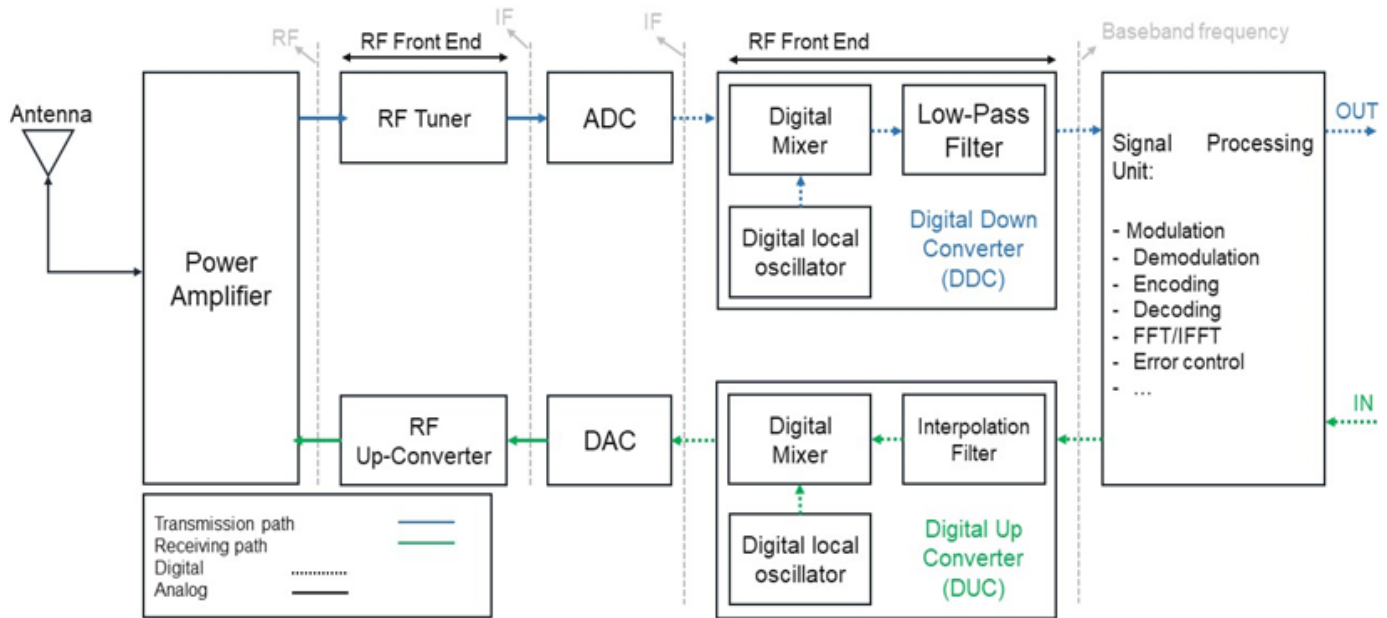 RF
RF Front End
IF
IF
RF Front End
Baseband frequency
Antenna
Power
Amplifier
RF Tuner
ADC
Digital
Mixer
Low-Pass
Filter
Digital local
oscillator
Digital Down
Converter
(DDC)
Signal Processing
Unit:
- Modulation
- Demodulation
- Encoding
- Decoding
- FFT/IFFT
- Error control
- ...
OUT
IN
RF
Up-Converter
DAC
Digital
Mixer
Interpolation
Filter
Digital local
oscillator
Digital Up
Converter
(DUC)
Transmission path
Receiving path
Digital
Analog